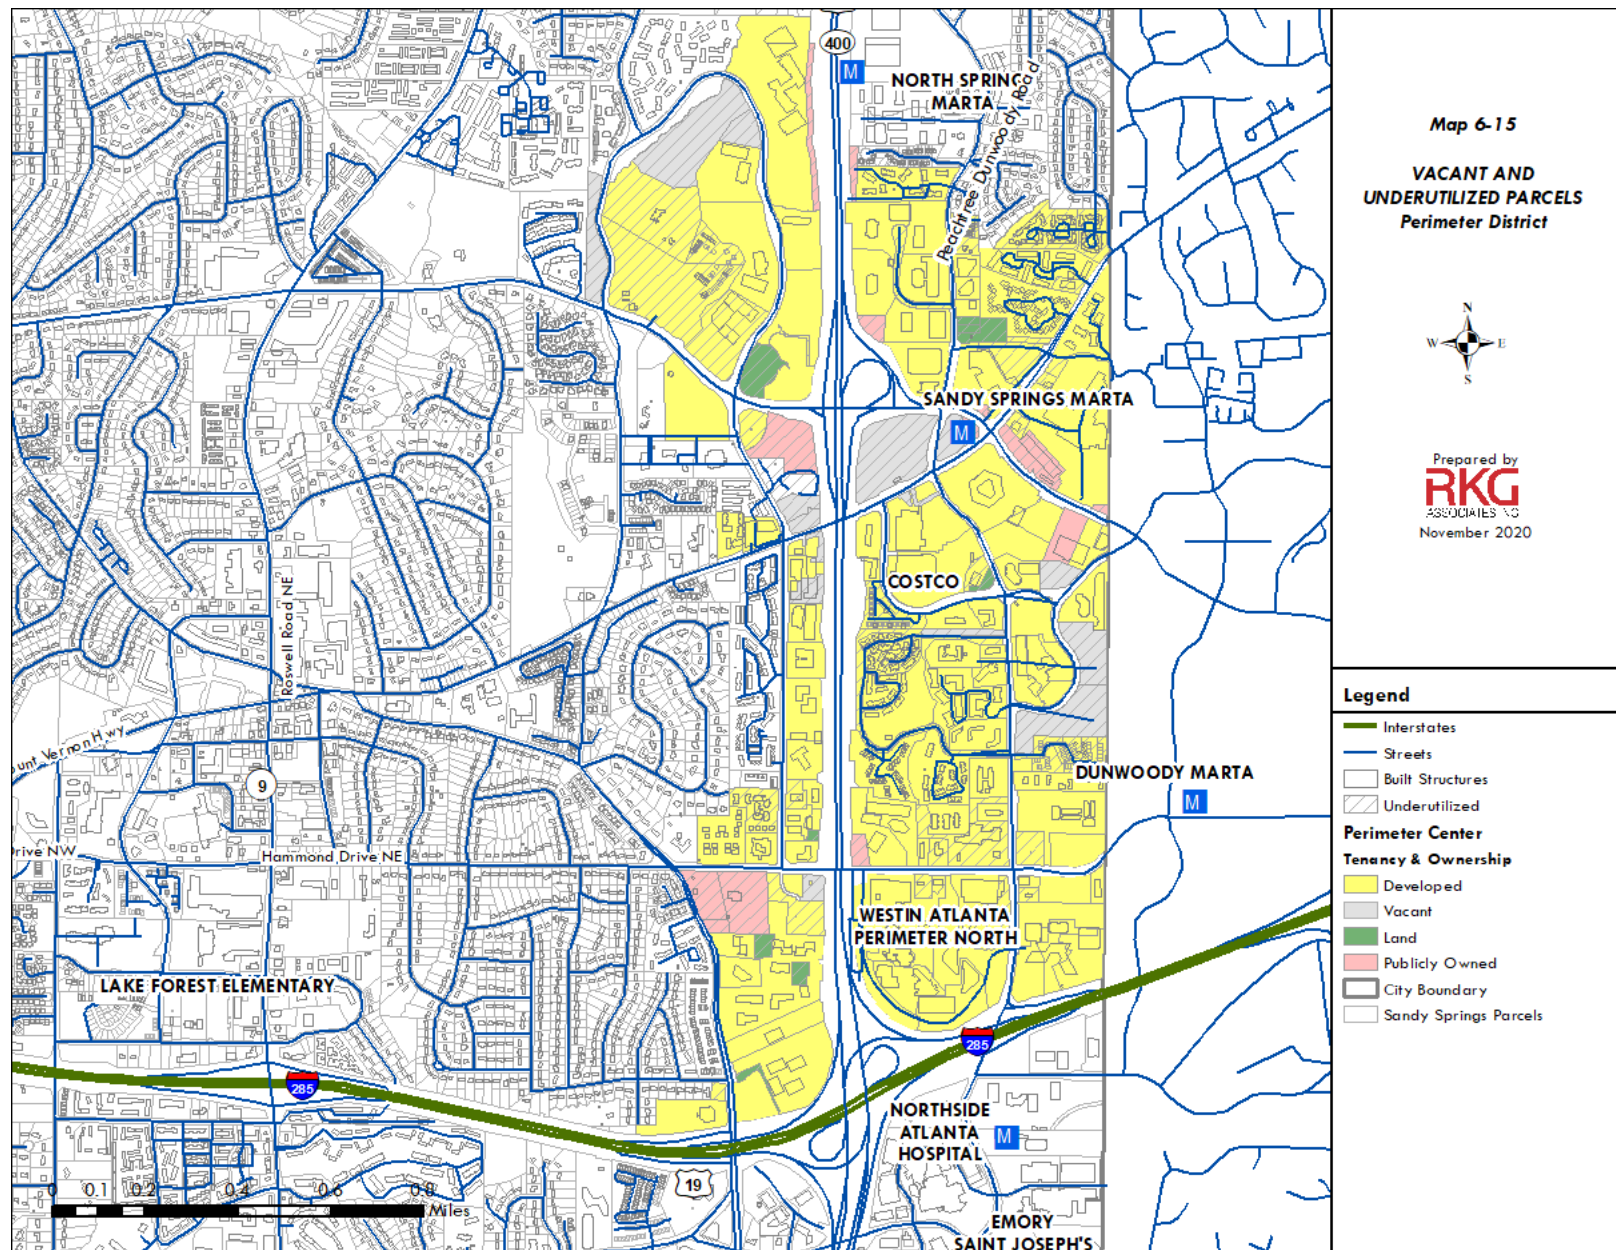 400
M
NORTH SPRING
MARTA
Peachtree Dunwoody Road
SANDY SPRINGS MARTA
M
COSTCO
Roswell Road NE
unt Vernon Hwy
9
DUNWOODY MARTA
M
Drive NW
Hammond Drive NE
WESTIN ATLANTA
PERIMETER NORTH
LAKE FOREST ELEMENTARY
285
285
NORTHSIDE
ATLANTA
HOSPITAL
M
19
EMORY
SAINT JOSEPH'S
0 0.1 0.2 0.4 0.6 0.8
Miles
Map 6-15
VACANT AND
UNDERUTILIZED PARCELS
Perimeter District
N
W E
S
Prepared by
RKG
ASSOCIATES INC
November 2020
Legend
Interstates
Streets
Built Structures
Underutilized
Perimeter Center
Tenancy & Ownership
Developed
Vacant
Land
Publicly Owned
City Boundary
Sandy Springs Parcels